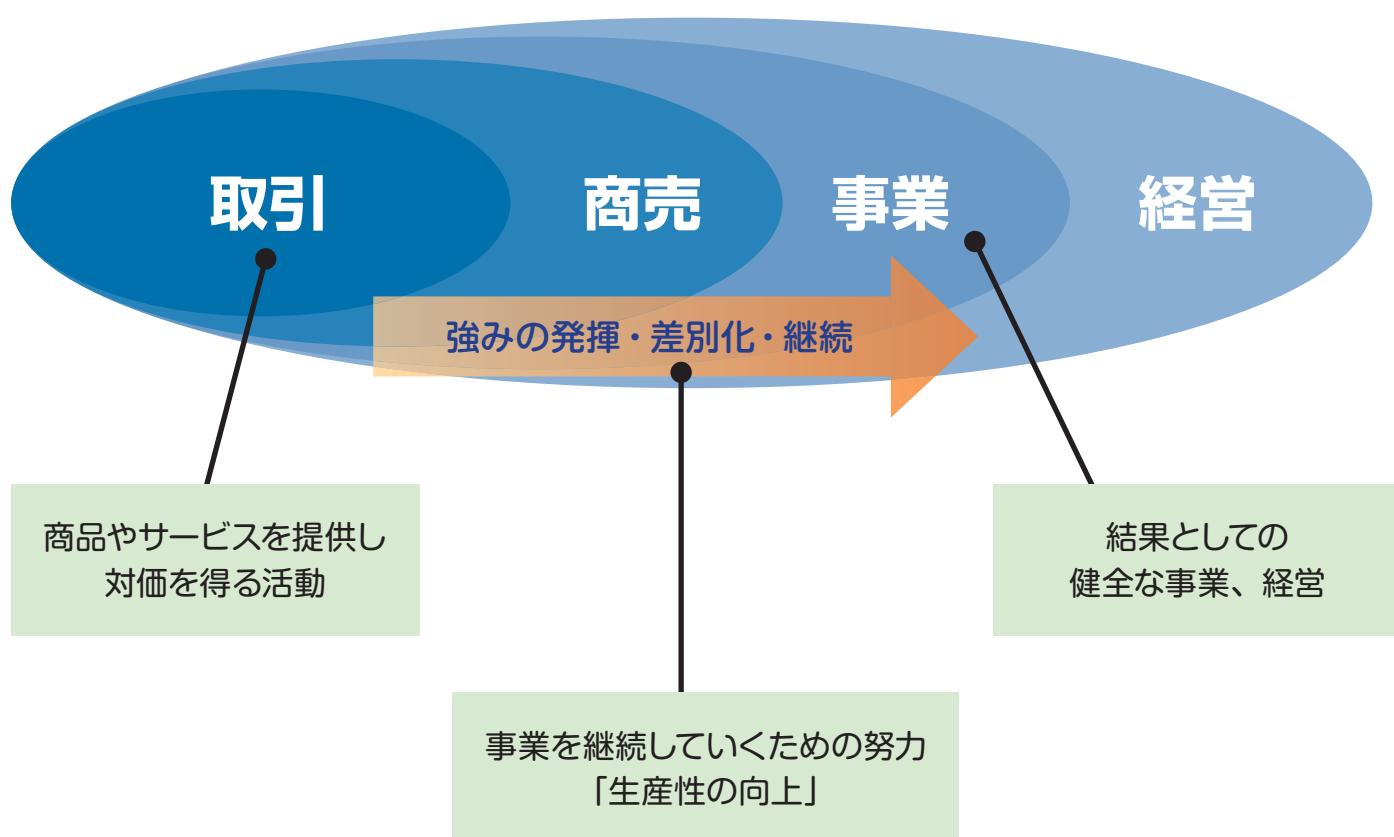 取引
商売
事業
経営
強みの発揮・差別化・継続
商品やサービスを提供し
対価を得る活動
結果としての
健全な事業、経営
事業を継続していくための努力
「生産性の向上」